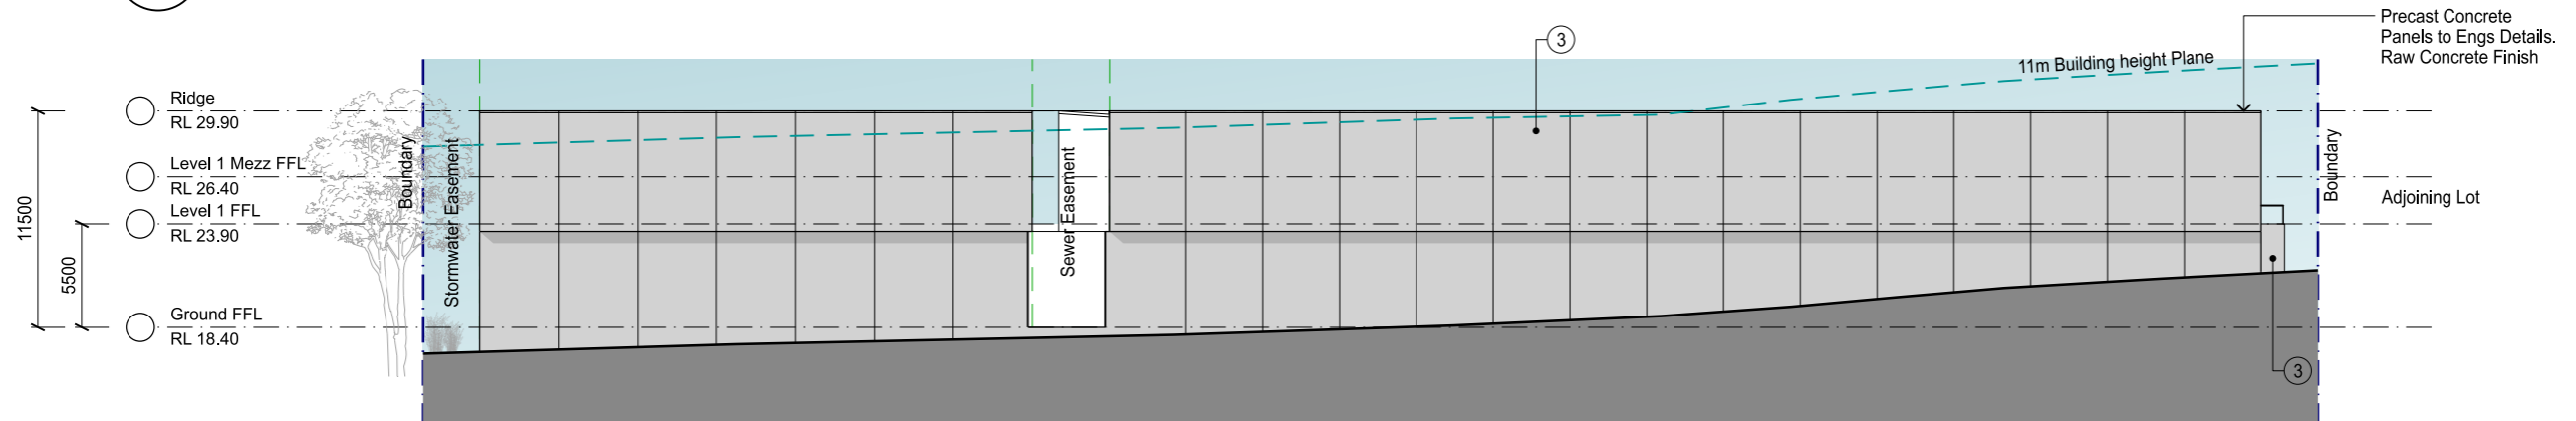 Precast Concrete
Panels to Engs Details.
Raw Concrete Finish
3
11m Building height Plane
Ridge
RL 29.90
Level 1 Mezz FFL
RL 26.40
Level 1 FFL
RL 23.90
Ground FFL
RL 18.40
11500
5500
Boundary
Stormwater Easement
Sewer Easement
Boundary
Adjoining Lot
3